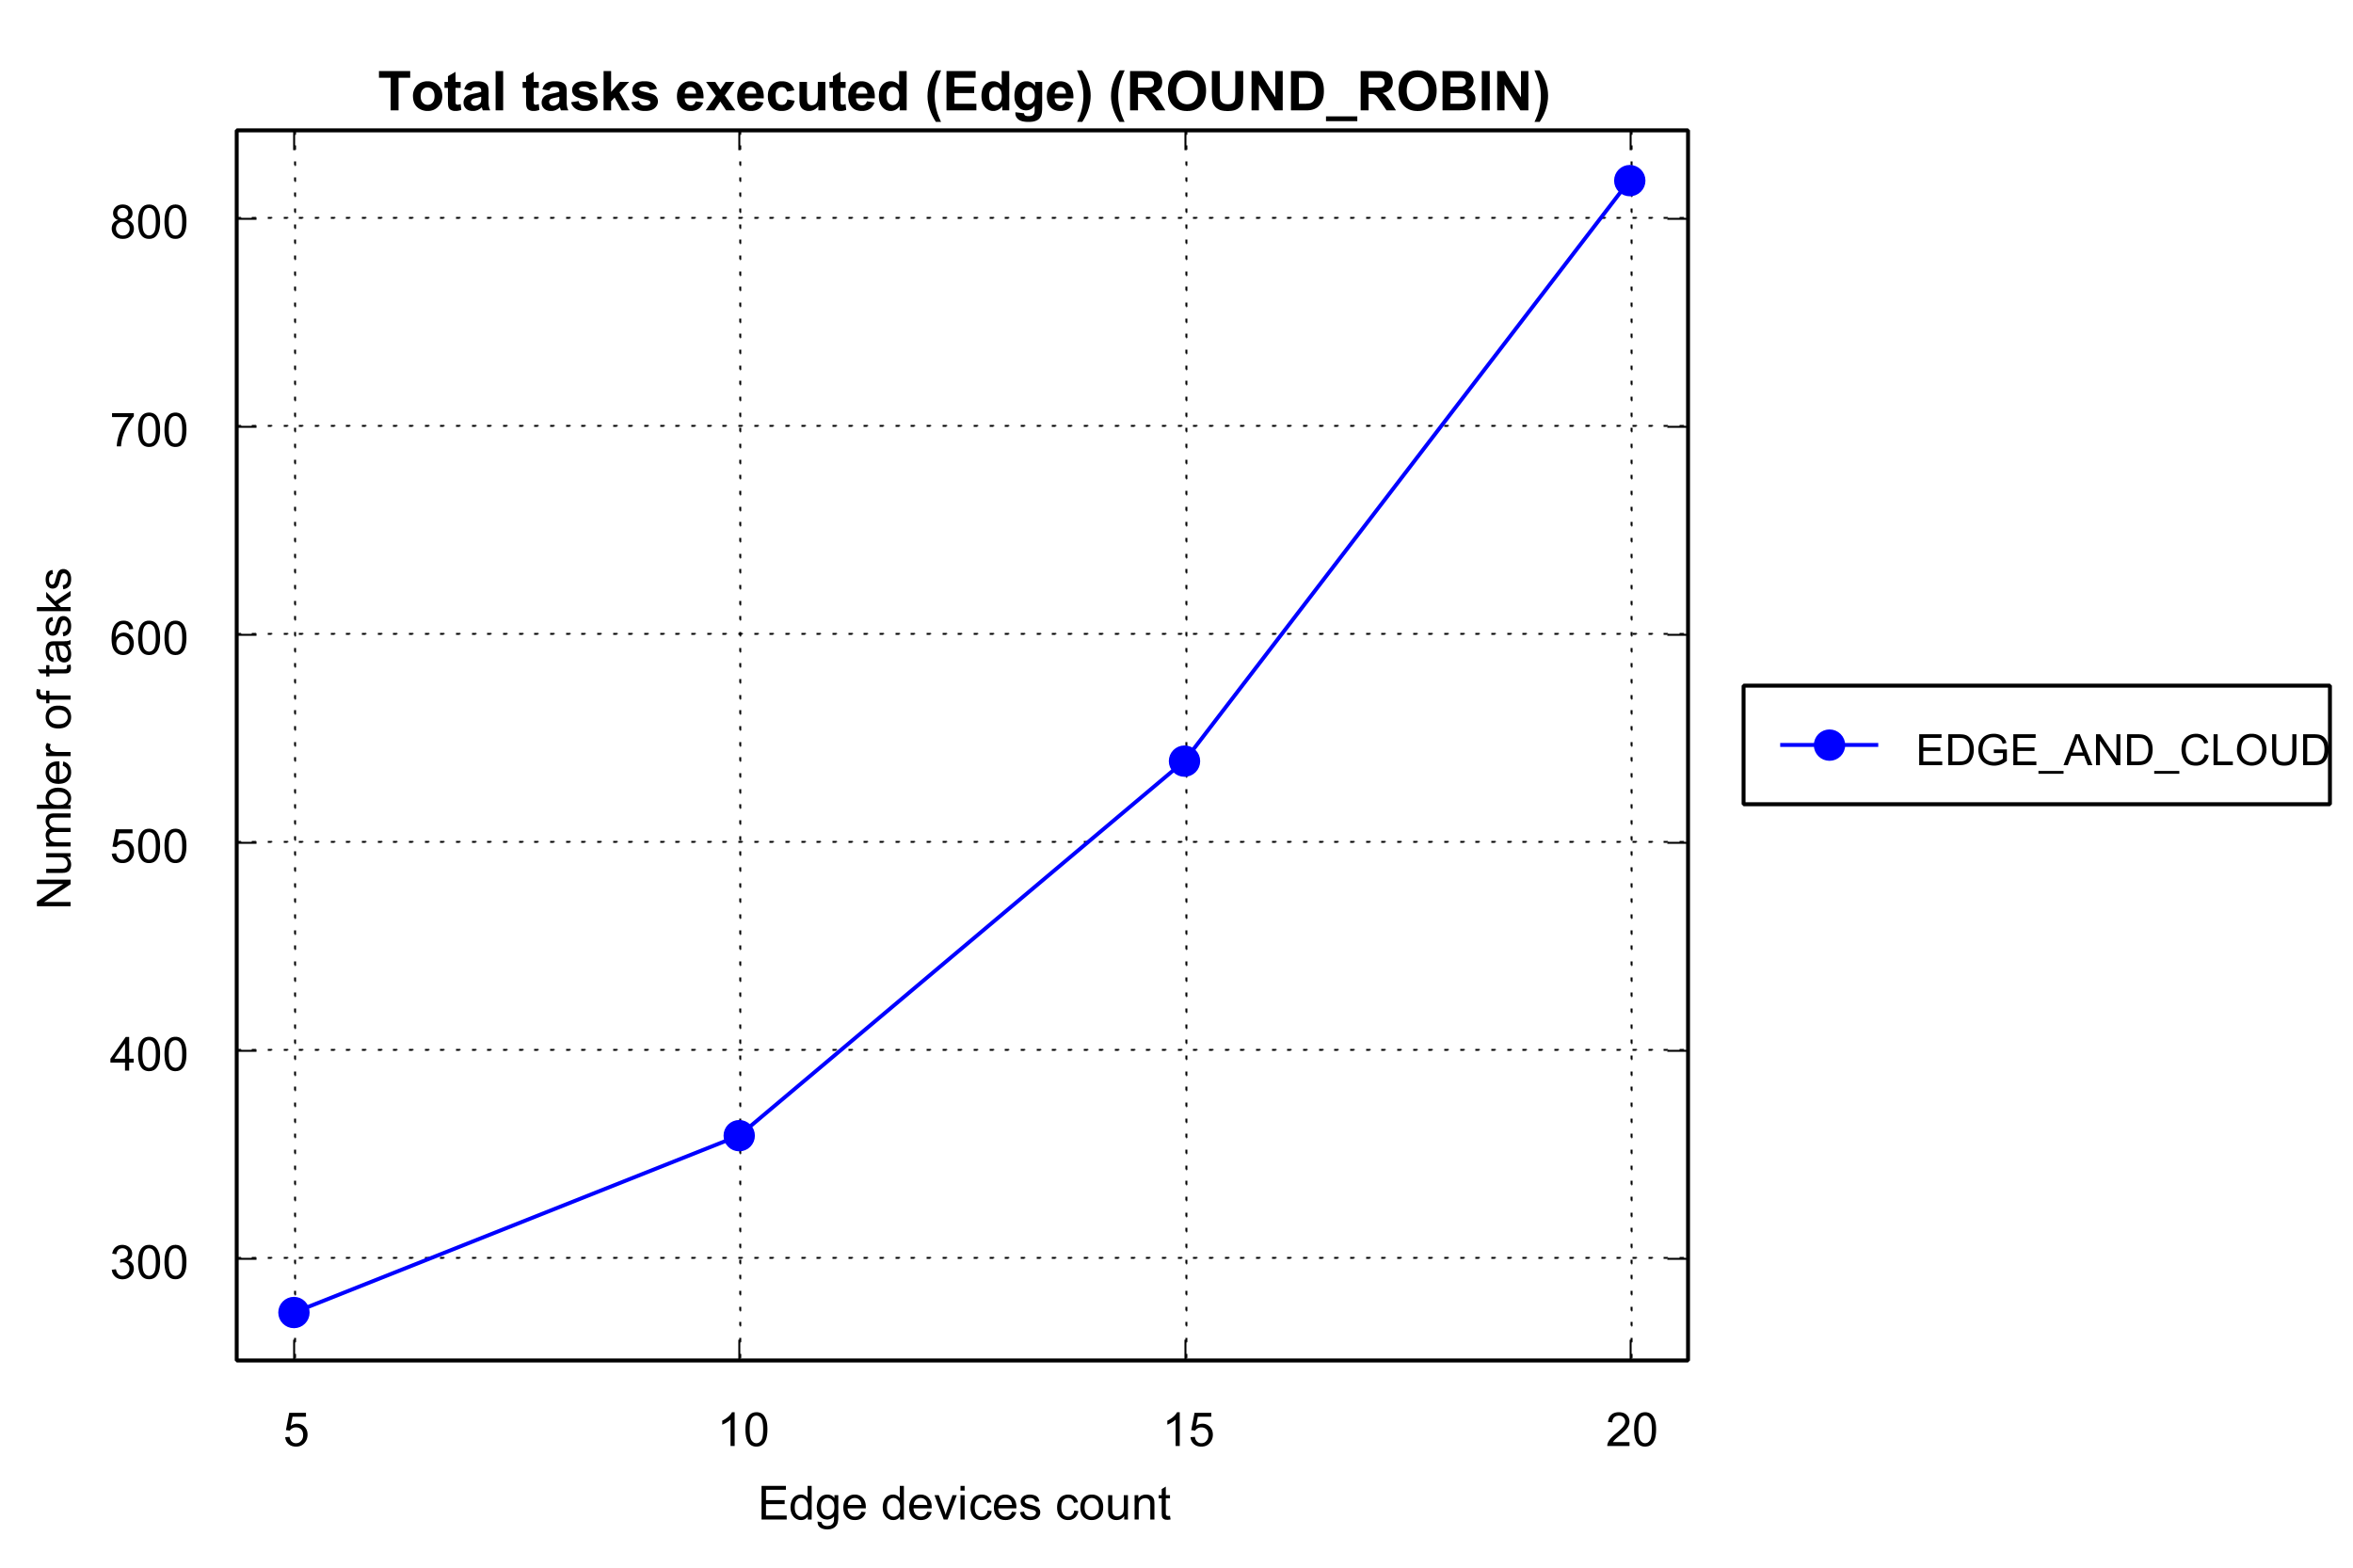 Total tasks executed (Edge) (ROUND_ROBIN)
800
700
600
500
400
300
Number of tasks
5 10 15 20
Edge devices count
EDGE_AND_CLOUD